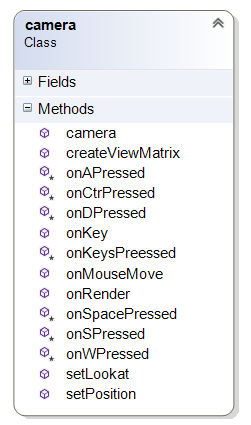 camera
Class
Fields
Methods
camera
createViewMatrix
onAPressed
onCtrPressed
onDPressed
onKey
onKeysPreessed
onMouseMove
onRender
onSpacePressed
onSPressed
onWPressed
setLookat
setPosition